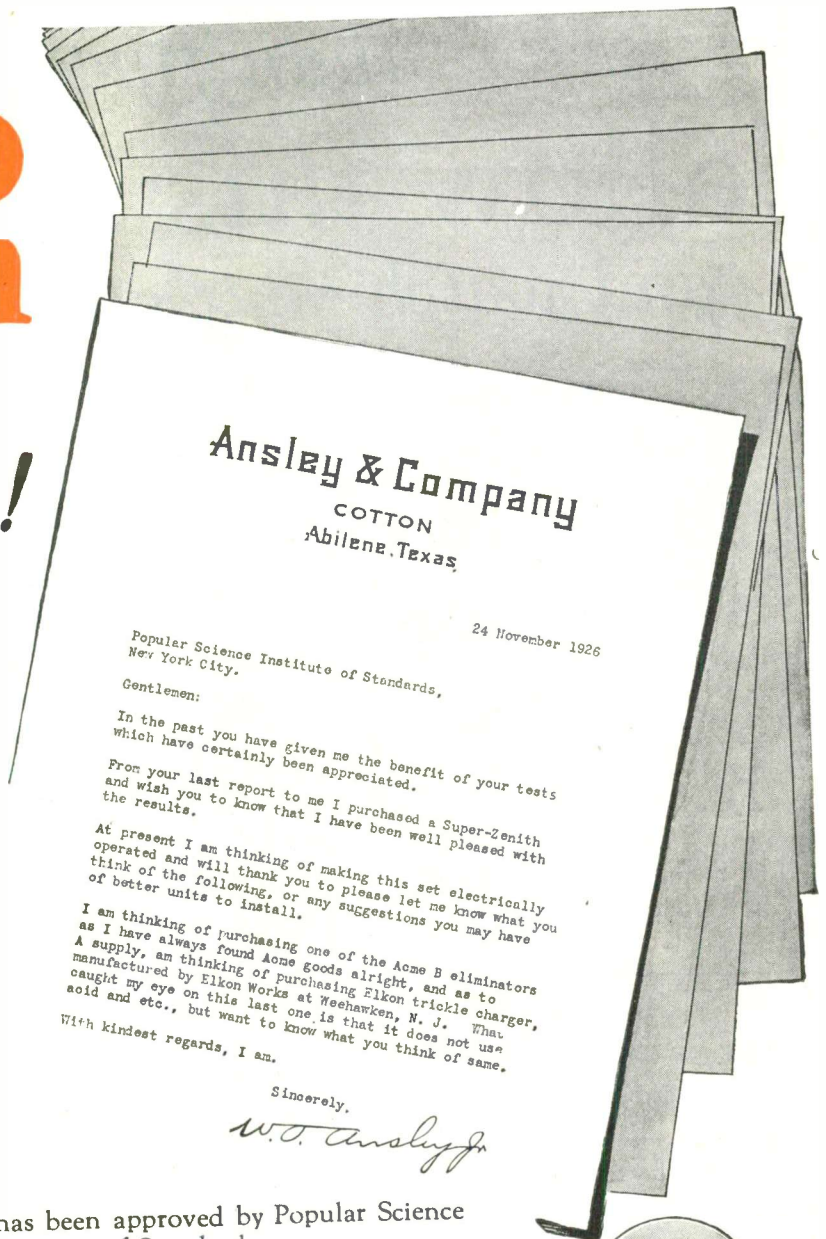 !
Ansley & Company
COTTON
Abilene, Texas
24 November 1926
Popular Science Institute of Standards,
New York City.
Gentlemen:
In the past you have given me the benefit of your tests
which have certainly been appreciated.
From your last report to me I purchased a Super-Zenith
and wish you to know that I have been well pleased with
the results.
At present I am thinking of making this set electrically
operated and will thank you to please let me know what you
think of the following, or any suggestions you may have
of better units to install.
I am thinking of purchasing one of the Acme B eliminators
as I have always found Acme goods alright, and as to
A supply, am thinking of purchasing Elkon trickle charger,
manufactured by Elkon Works at Weehawken, N. J. What
caught my eye on this last one is that it does not use
acid and etc., but want to know what you think of same.
With kindest regards, I am.
Sincerely,
W.O. Ansley Jr
has been approved by Popular Science